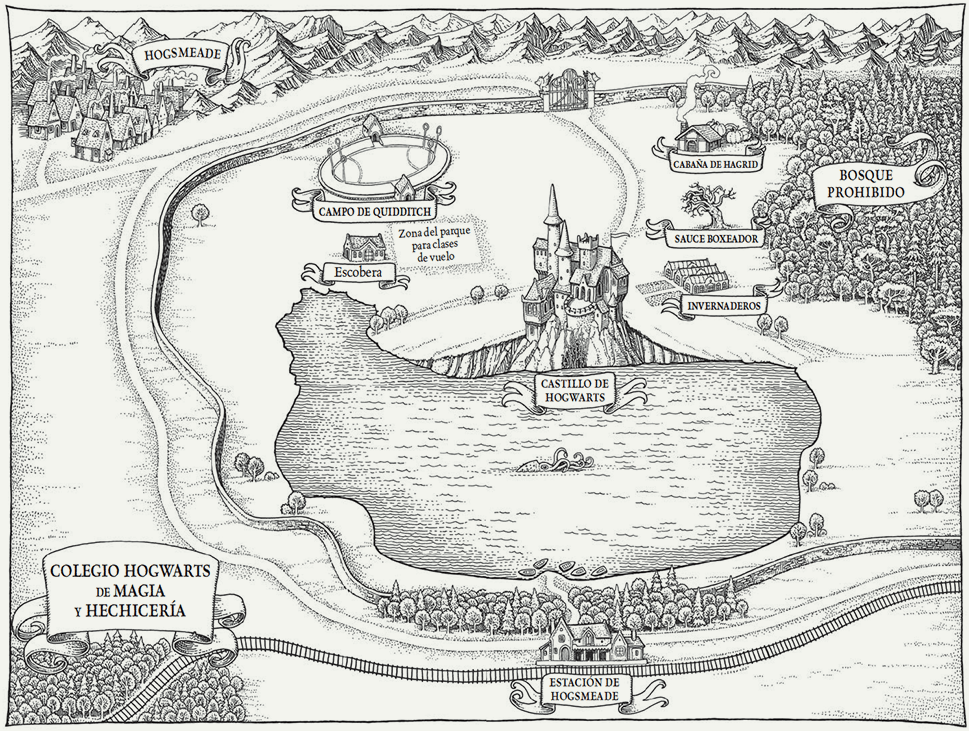 HOGSMEADE
CABAÑA DE HAGRID
BOSQUE
PROHIBIDO
CAMPO DE QUIDDITCH
Zona del parque
para clases
de vuelo
SAUCE BOXEADOR
Escobera
INVERNADEROS
CASTILLO DE
HOGWARTS
COLEGIO HOGWARTS
DE MAGIA
Y HECHICERÍA
ESTACIÓN DE
HOGSMEADE